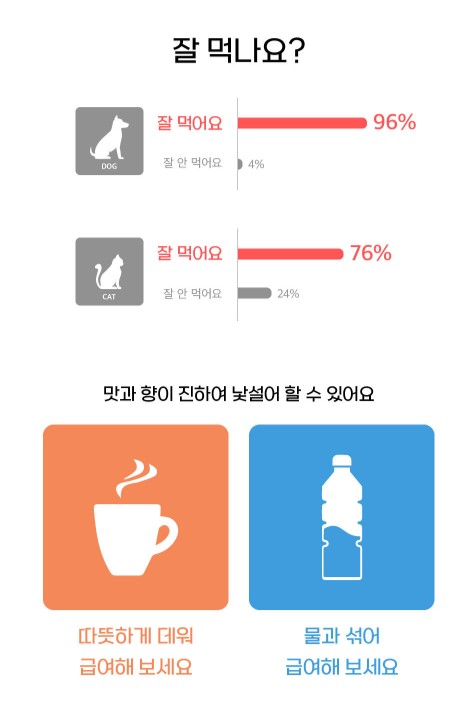 잘 먹나요?
잘 먹어요 96%
DOG
잘 안 먹어요 4%
잘 먹어요 76%
CAT
잘 안 먹어요 24%
맛과 향이 진하여 낯설어 할 수 있어요
따뜻하게 데워
급여해 보세요
물과 섞어
급여해 보세요